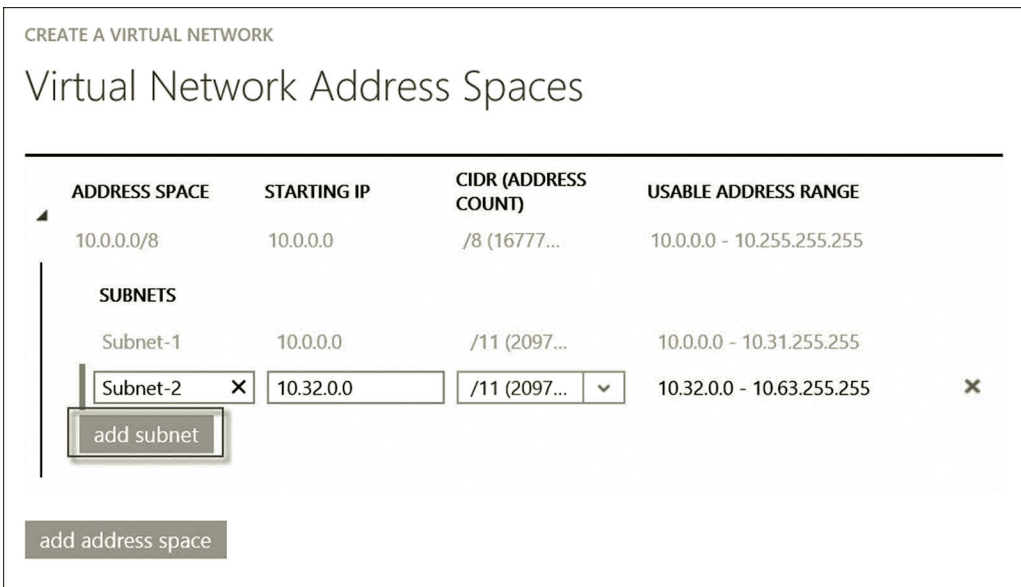 CREATE A VIRTUAL NETWORK
Virtual Network Address Spaces
ADDRESS SPACE STARTING IP CIDR (ADDRESS COUNT) USABLE ADDRESS RANGE
10.0.0.0/8 10.0.0.0 /8 (16777... 10.0.0.0 - 10.255.255.255
SUBNETS
Subnet-1 10.0.0.0 /11 (2097... 10.0.0.0 - 10.31.255.255
Subnet-2 10.32.0.0 /11 (2097... 10.32.0.0 - 10.63.255.255
add subnet
add address space